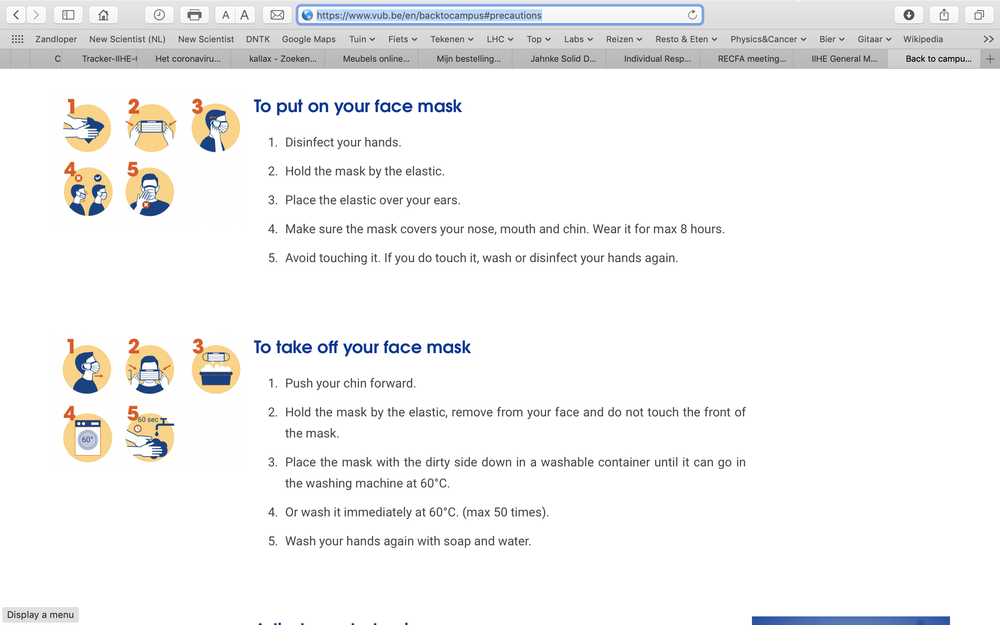 A A https://www.vub.be/en/backtocampus#precautions
Zandloper New Scientist (NL) New Scientist DNTK Google Maps Tuin Fiets Tekenen LHC Top Labs Reizen Resto & Eten Physics&Cancer Bier Gitaar Wikipedia
C Tracker-IIHE- Het coronaviru... kallax - Zoeken... Meubels online... Mijn bestelling... Jahnke Solid D... Individual Resp... RECFA meeting... IIHE General M... Back to campu...
1 2 3
4 5
To put on your face mask
1. Disinfect your hands.
2. Hold the mask by the elastic.
3. Place the elastic over your ears.
4. Make sure the mask covers your nose, mouth and chin. Wear it for max 8 hours.
5. Avoid touching it. If you do touch it, wash or disinfect your hands again.
1 2 3
4 5
60 sec
60°
To take off your face mask
1. Push your chin forward.
2. Hold the mask by the elastic, remove from your face and do not touch the front of
the mask.
3. Place the mask with the dirty side down in a washable container until it can go in
the washing machine at 60°C.
4. Or wash it immediately at 60°C. (max 50 times).
5. Wash your hands again with soap and water.
Display a menu